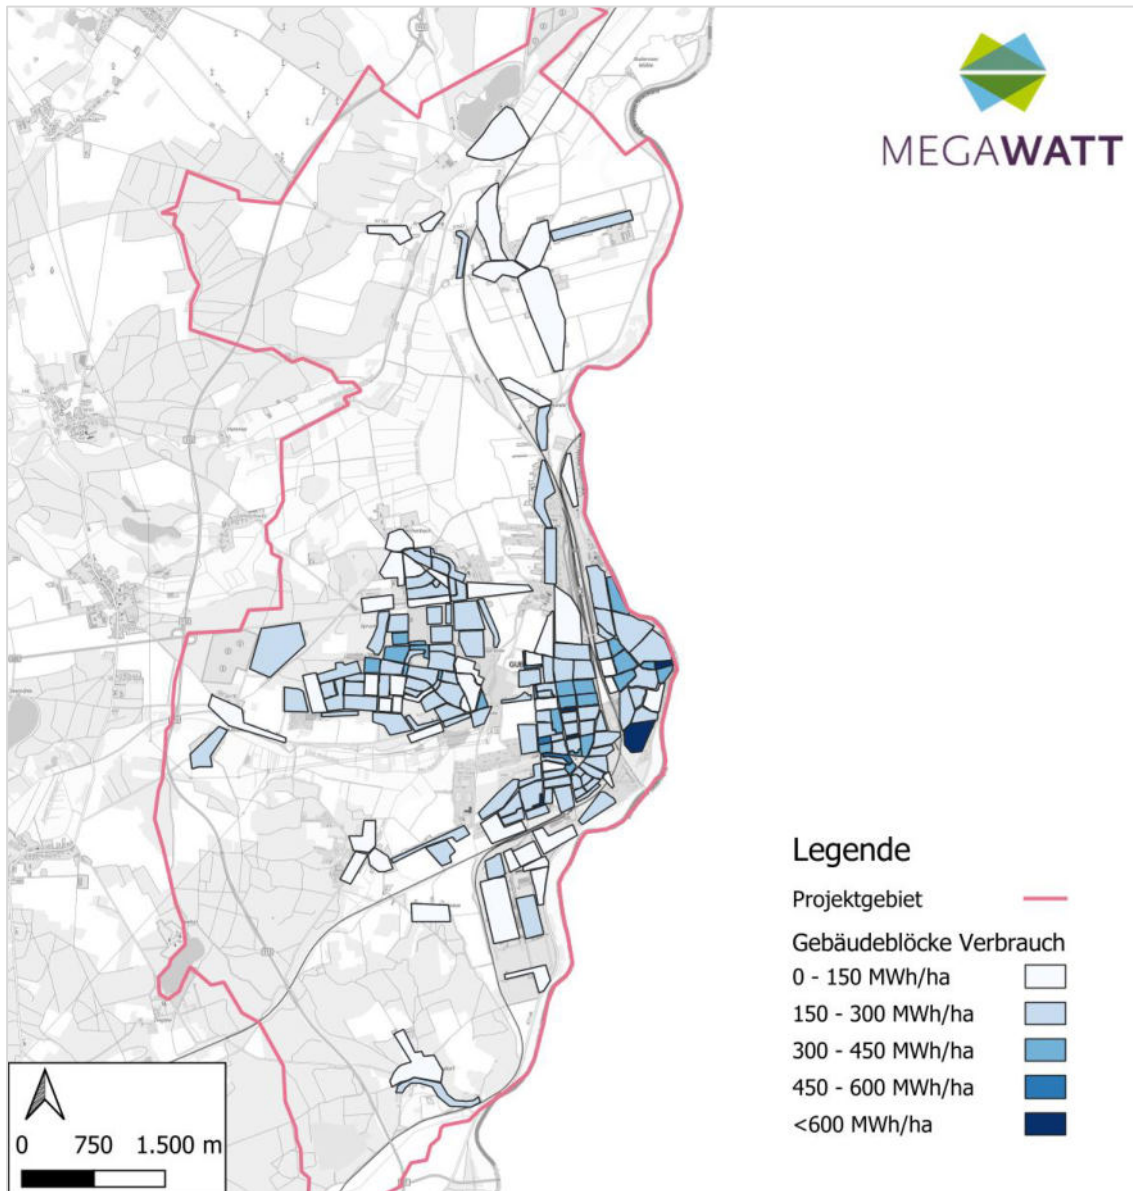 MEGAWATT
GUB
Legende
Projektgebiet
Gebäudeblöcke Verbrauch
0 - 150 MWh/ha
150 - 300 MWh/ha
300 - 450 MWh/ha
450 - 600 MWh/ha
<600 MWh/ha
0 750 1.500 m